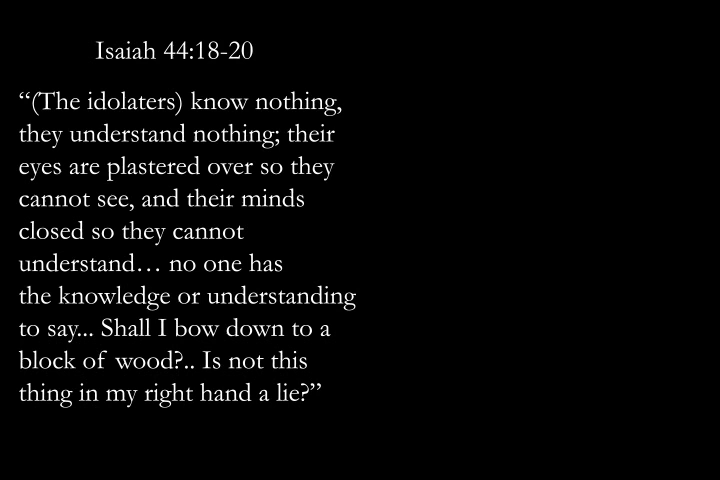 Isaiah 44:18-20
“(The idolaters) know nothing,
they understand nothing; their
eyes are plastered over so they
cannot see, and their minds
closed so they cannot
understand… no one has
the knowledge or understanding
to say... Shall I bow down to a
block of wood?.. Is not this
thing in my right hand a lie?”